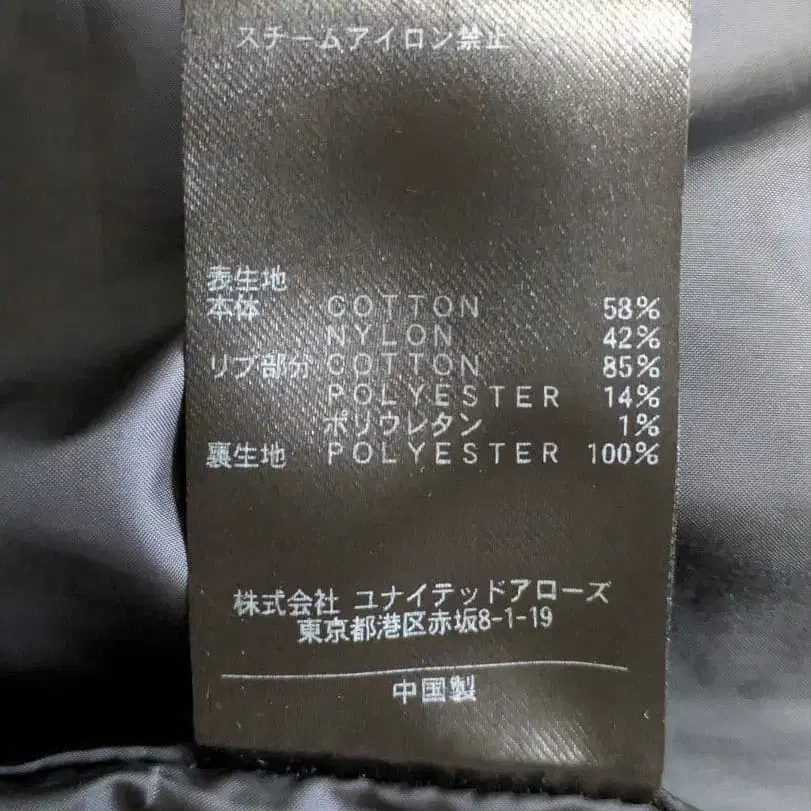 スチームアイロン禁止
表生地
本体 COTTON 58%
NYLON 42%
リブ部分 COTTON 85%
POLYESTER 14%
ポリウレタン 1%
裏生地 POLYESTER 100%
株式会社 ユナイテッドアローズ
東京都港区赤坂8-1-19
中国製